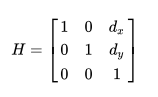 H = [ 1 0 d_x
0 1 d_y
0 0 1 ]